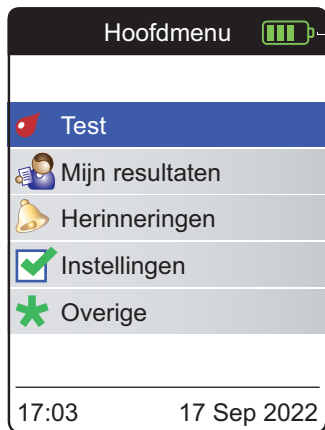 Hoofdmenu
Test
Mijn resultaten
Herinneringen
Instellingen
Overige
17:03 17 Sep 2022